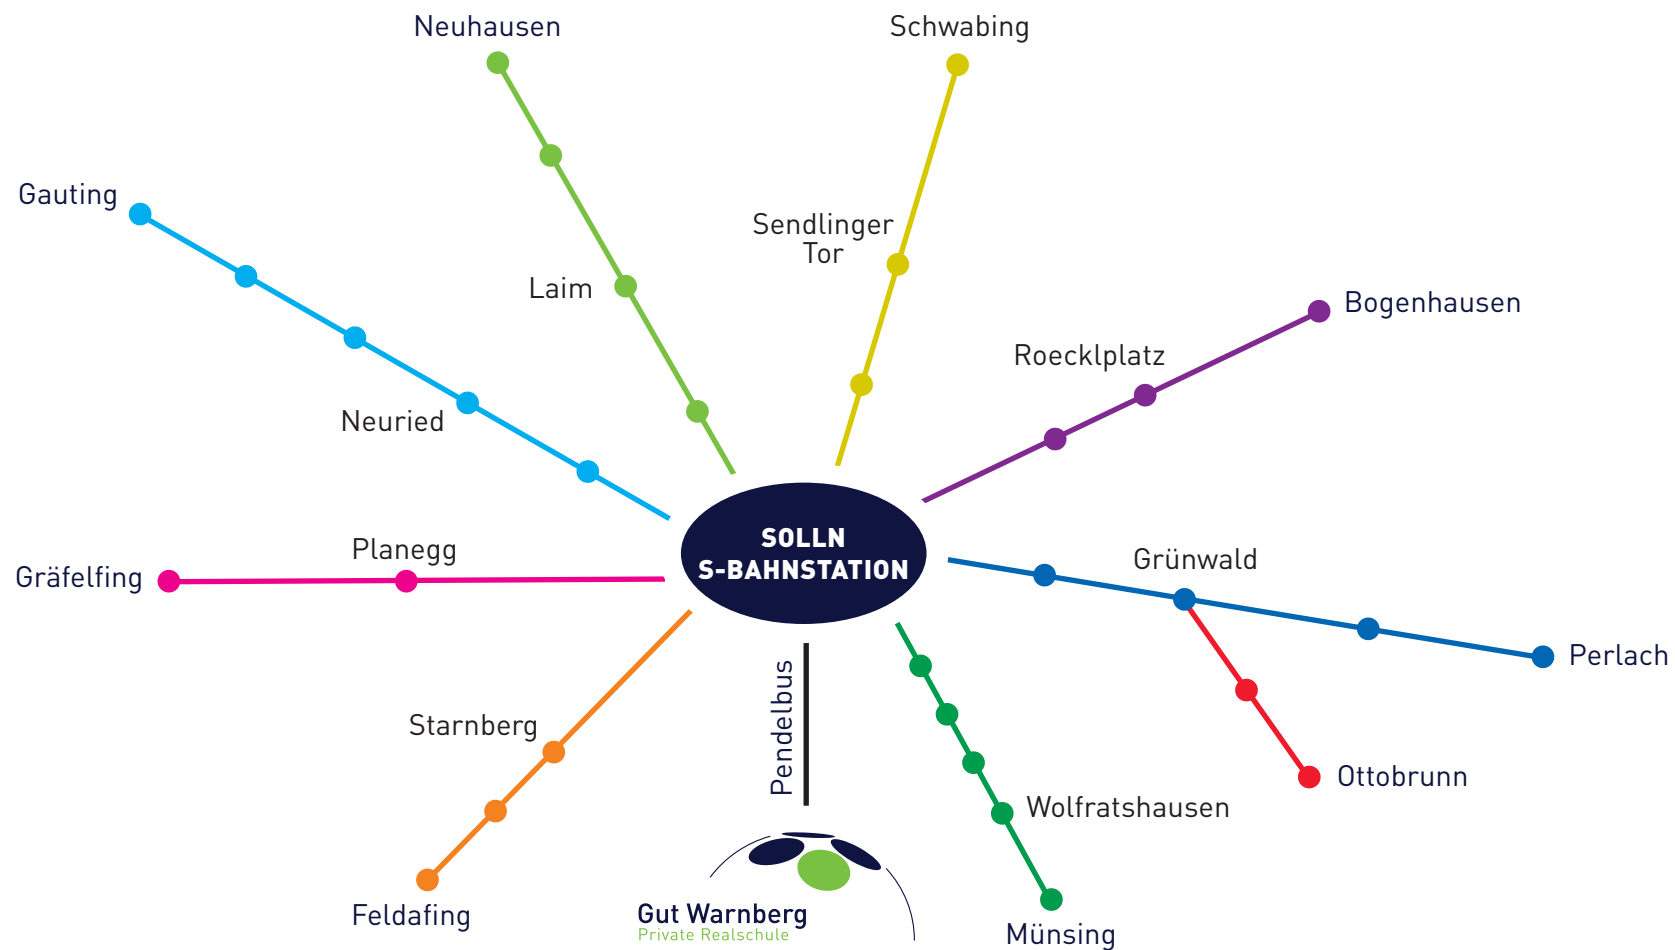 Neuhausen
Schwabing
Gauting
Sendlinger
Tor
Laim
Bogenhausen
Roecklplatz
Neuried
SOLLN
S-BAHNSTATION
Planegg
Gräfelfing
Grünwald
Perlach
Pendelbus
Starnberg
Ottobrunn
Wolfratshausen
Feldafing
Gut Warnberg
Private Realschule
Münsing